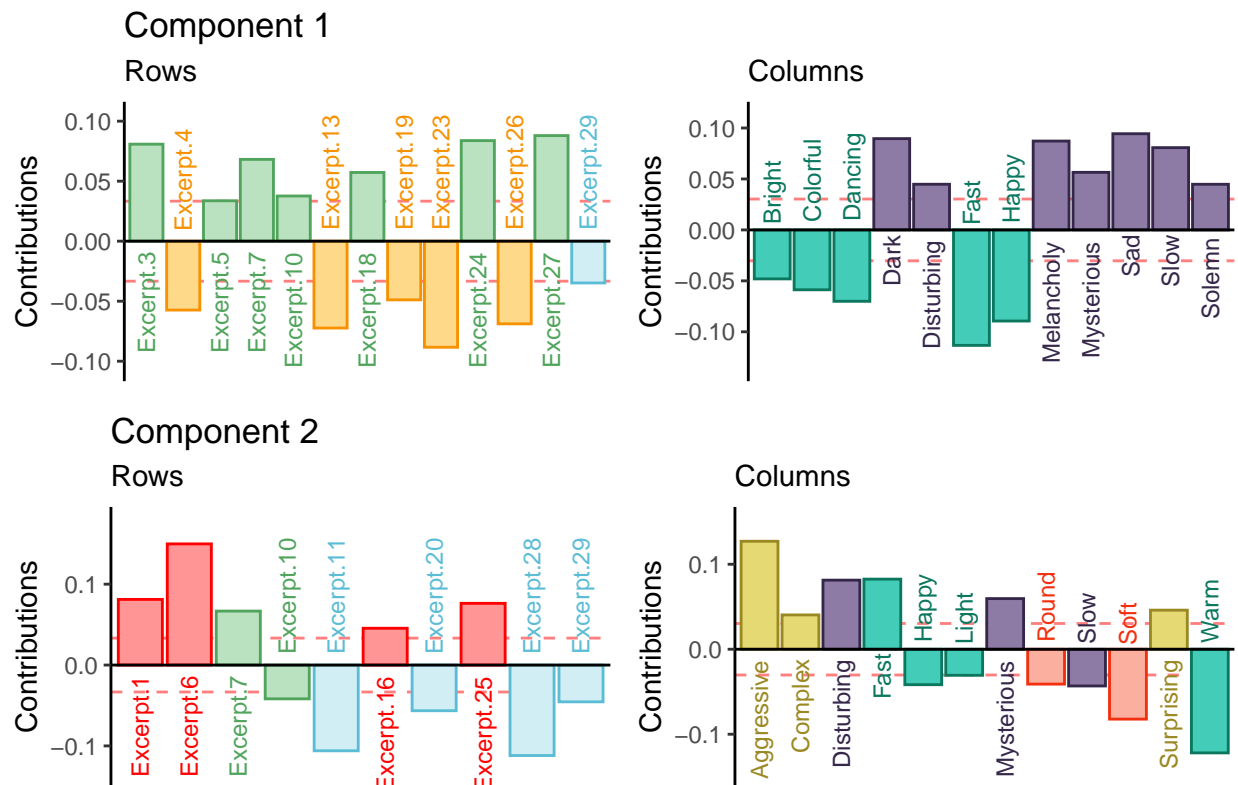 Component 1
Rows
Contributions
0.10
0.05
0.00
−0.05
−0.10
Excerpt.3
Excerpt.4
Excerpt.5
Excerpt.7
Excerpt.10
Excerpt.13
Excerpt.18
Excerpt.19
Excerpt.23
Excerpt.24
Excerpt.26
Excerpt.27
Excerpt.29
Columns
Contributions
0.10
0.05
0.00
−0.05
−0.10
Bright
Colorful
Dancing
Dark
Disturbing
Fast
Happy
Melancholy
Mysterious
Sad
Slow
Solemn
Component 2
Rows
Contributions
0.1
0.0
−0.1
Excerpt.1
Excerpt.6
Excerpt.7
Excerpt.10
Excerpt.11
Excerpt.16
Excerpt.20
Excerpt.25
Excerpt.28
Excerpt.29
Columns
Contributions
0.1
0.0
−0.1
Aggressive
Complex
Disturbing
Fast
Happy
Light
Mysterious
Round
Slow
Soft
Surprising
Warm